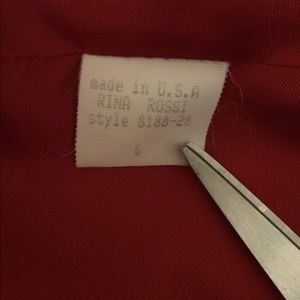 made in U.S.A
RINA ROSSI
style 8188-28
6